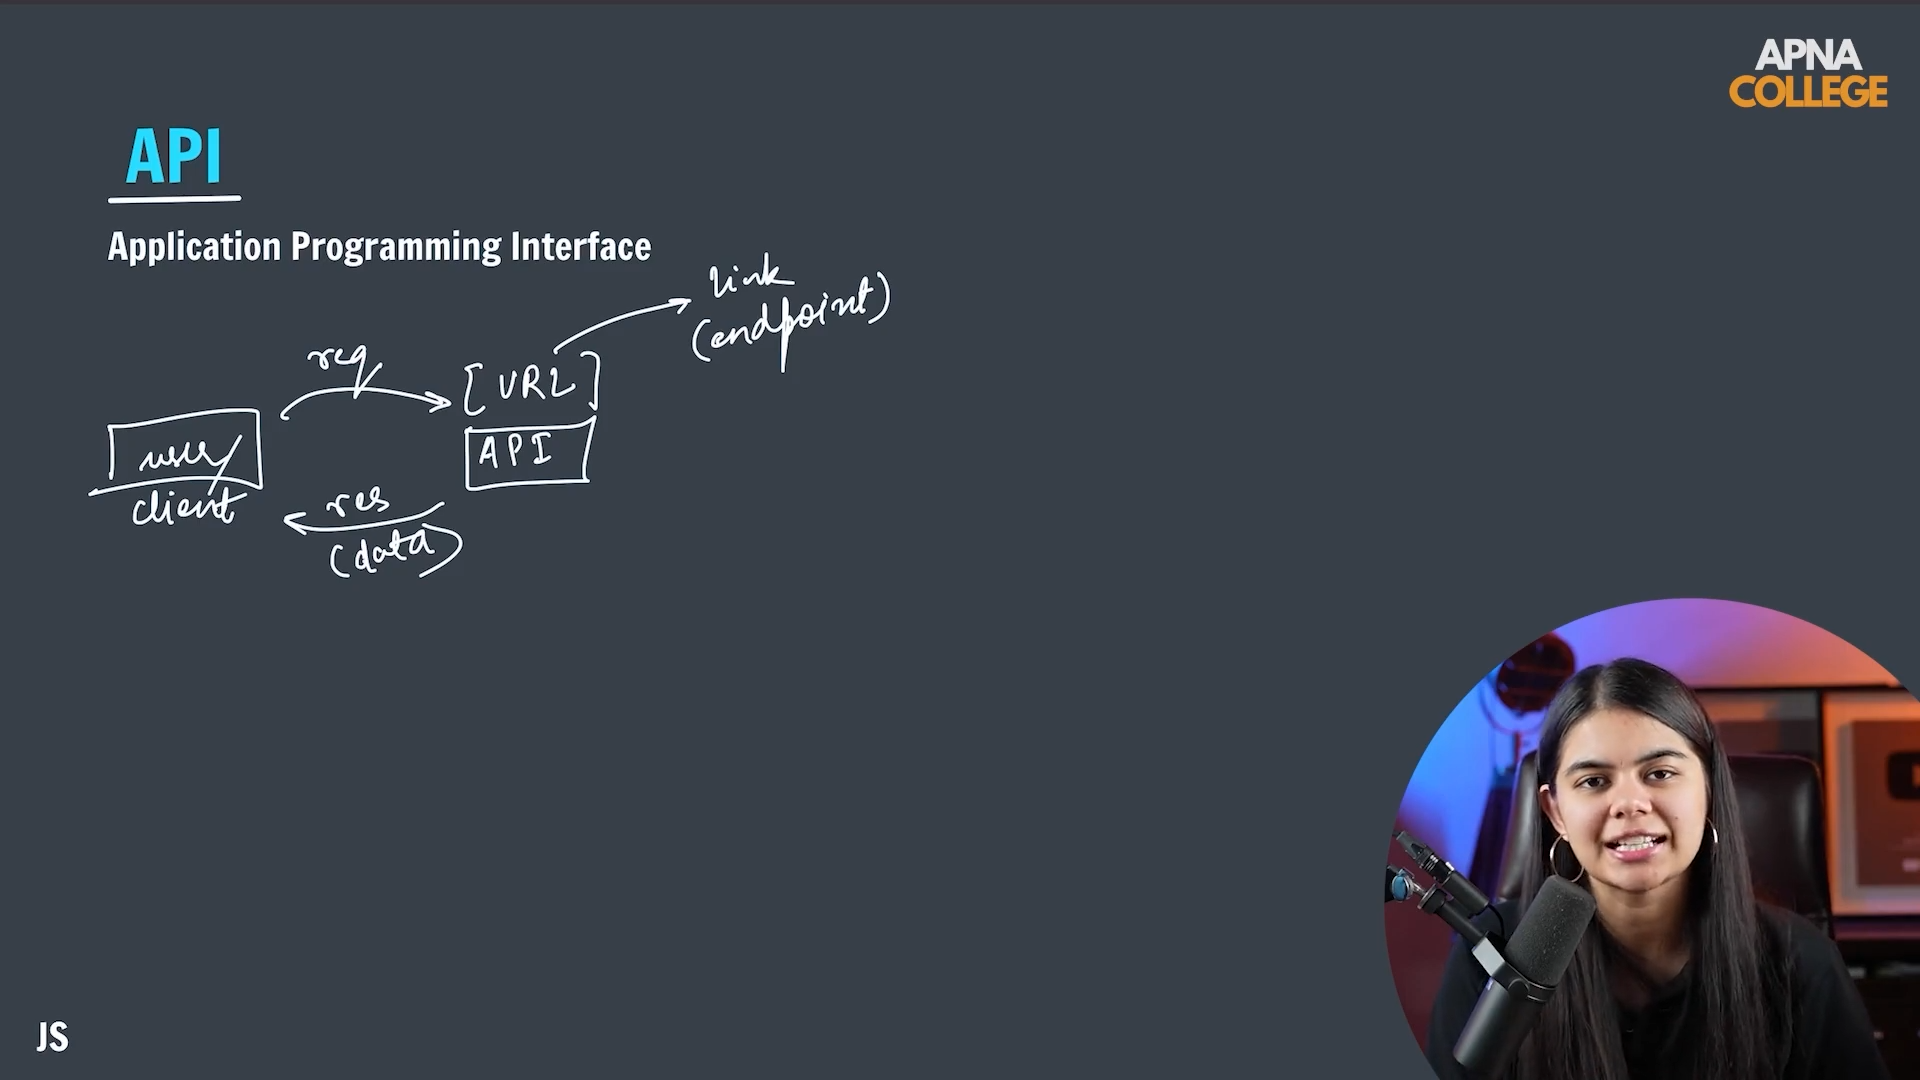 APNA
COLLEGE
API
Application Programming Interface
link
(endpoint)
req
[URL]
API
user/
client
res
(data)
JS